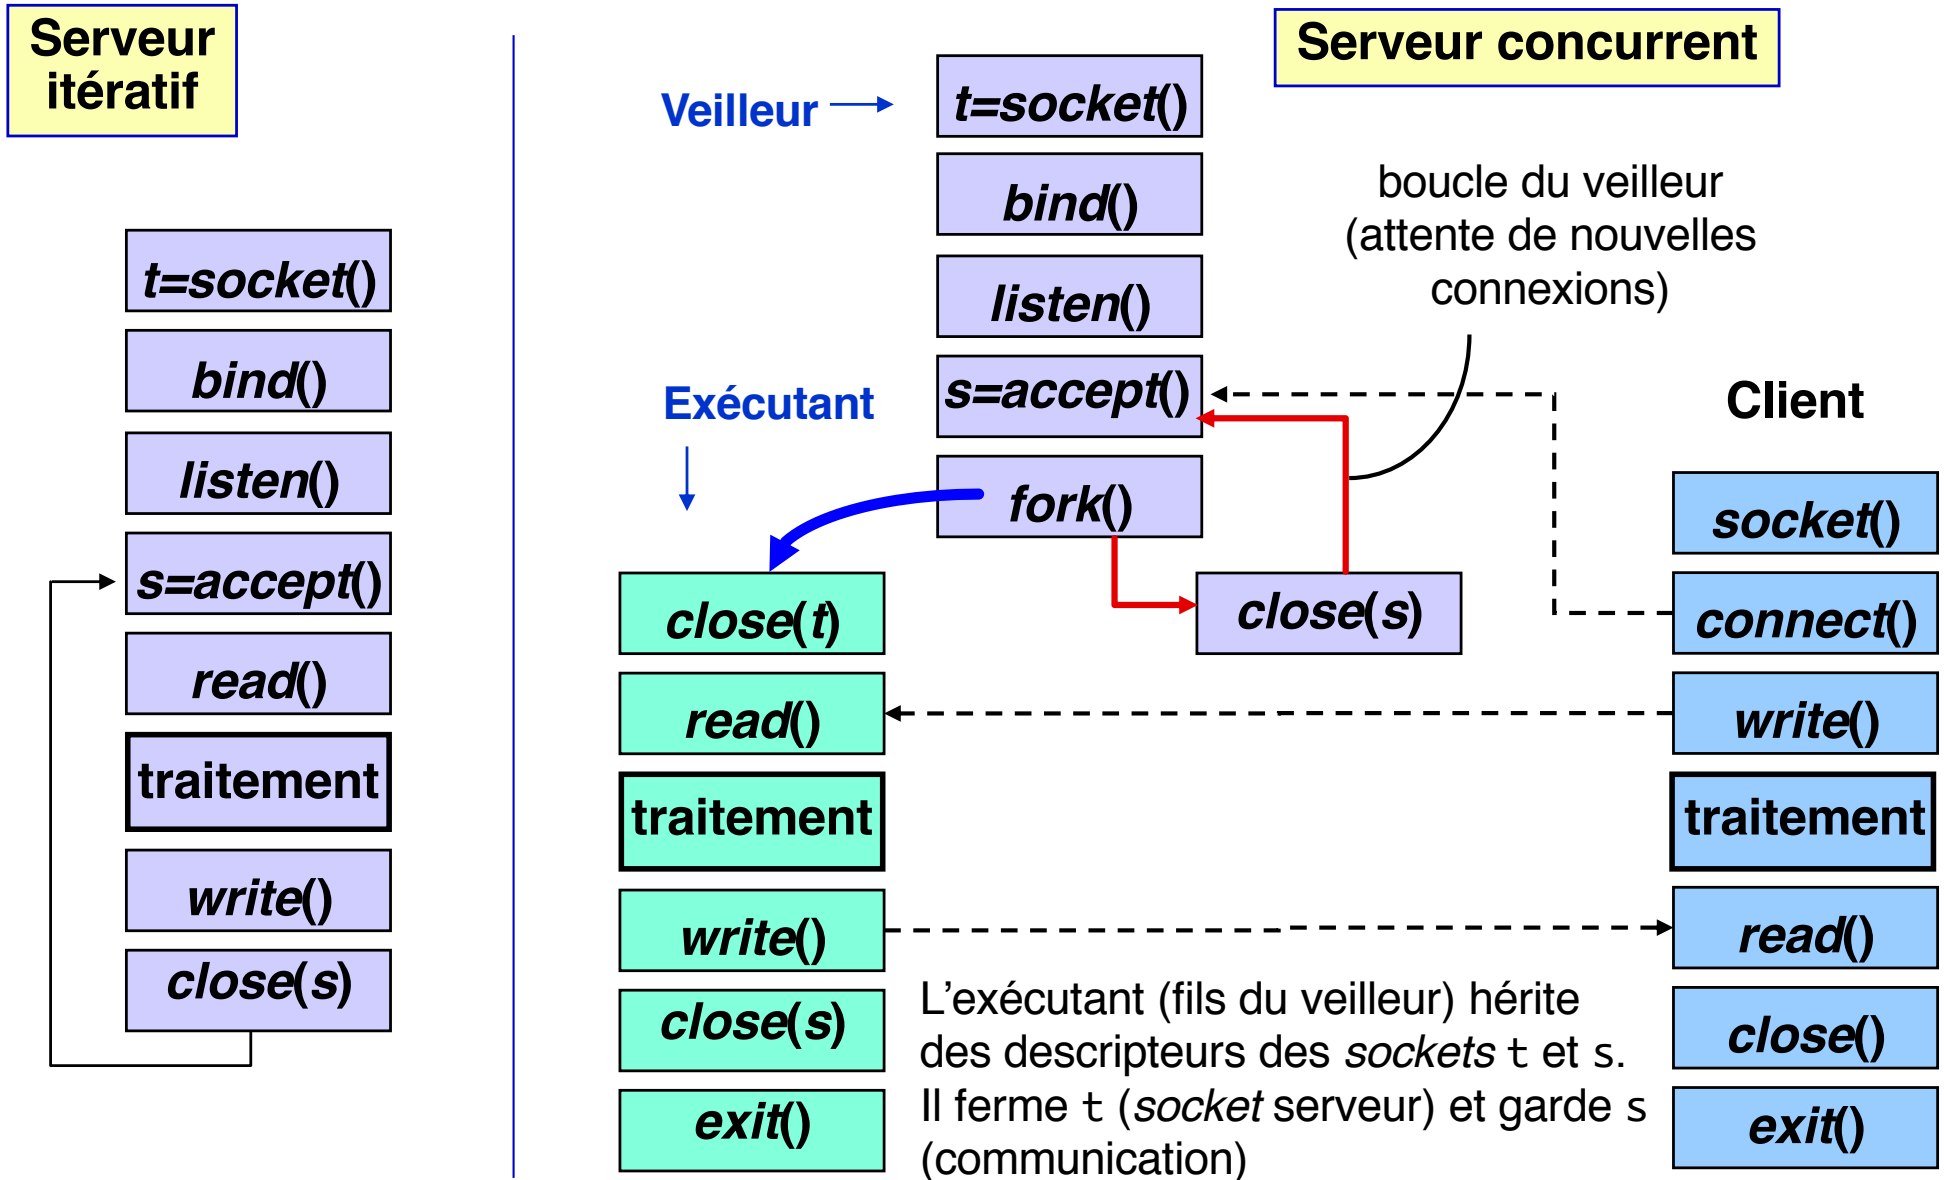 Serveur
itératif
t=socket()
bind()
listen()
s=accept()
read()
traitement
write()
close(s)
Serveur concurrent
Veilleur
t=socket()
bind()
listen()
s=accept()
fork()
close(s)
boucle du veilleur
(attente de nouvelles
connexions)
Exécutant
close(t)
read()
traitement
write()
close(s)
exit()
L’exécutant (fils du veilleur) hérite
des descripteurs des sockets t et s.
Il ferme t (socket serveur) et garde s
(communication)
Client
socket()
connect()
write()
traitement
read()
close()
exit()